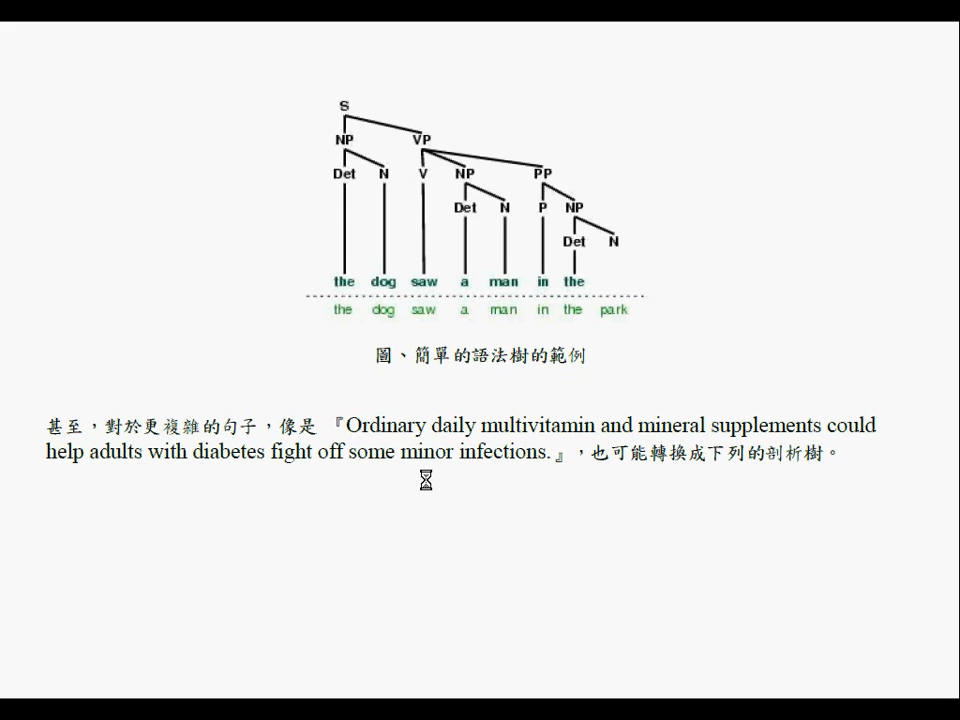 S
NP VP
Det N V NP PP
Det N P NP
Det N
the dog saw a man in the
the dog saw a man in the park
圖、簡單的語法樹的範例
甚至,對於更複雜的句子,像是 『Ordinary daily multivitamin and mineral supplements could
help adults with diabetes fight off some minor infections.』,也可能轉換成下列的剖析樹。